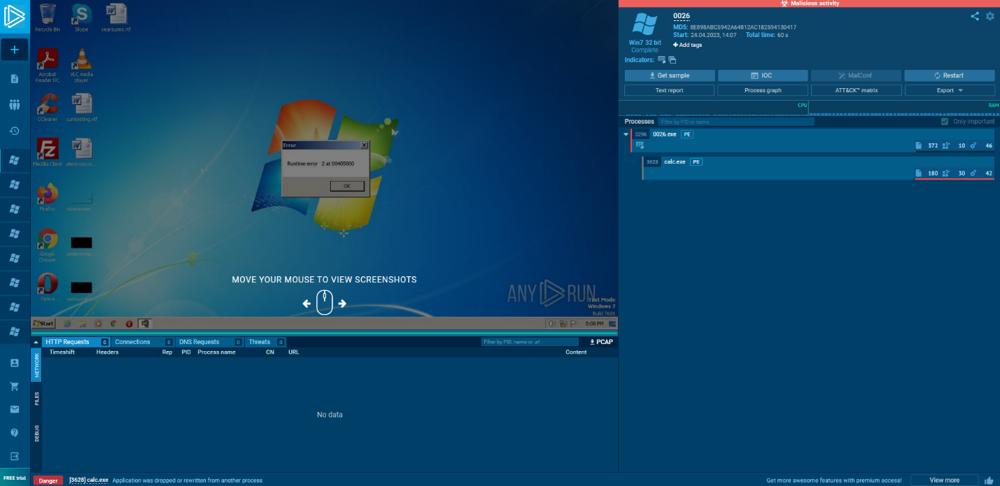 Malicious activity
0026
MD5: 8E898ABC5942A64812AC182594130417
Start: 24.04.2023, 14:07 Total time: 60 s
Win7 32 bit
Complete
Add tags
Indicators:
Get sample IOC MalConf Restart
Text report Process graph ATT&CK™ matrix Export
CPU RAM
Processes Filter by PID or name Only important
3296 0026.exe PE
372 10 46
3628 calc.exe PE
180 30 42
Recycle Bin Skype yearsuses.rtf
Acrobat Reader DC VLC media player
CCleaner cumtesting.rtf
FileZilla Client
Firefox
Google Chrome
Opera
Error
Runtime error 2 at 00405800
OK
MOVE YOUR MOUSE TO VIEW SCREENSHOTS
ANY RUN
Test Mode
Windows 7
Build 7601
Start 8:08 PM
HTTP Requests 0 Connections 0 DNS Requests 0 Threats 0 Filter by PID, name or url PCAP
Timeshift Headers Rep PID Process name CN URL Content
NETWORK
FILES
DEBUG
No data
FREE trial
Danger [3628] calc.exe Application was dropped or rewritten from another process
Get more awesome features with premium access! View more